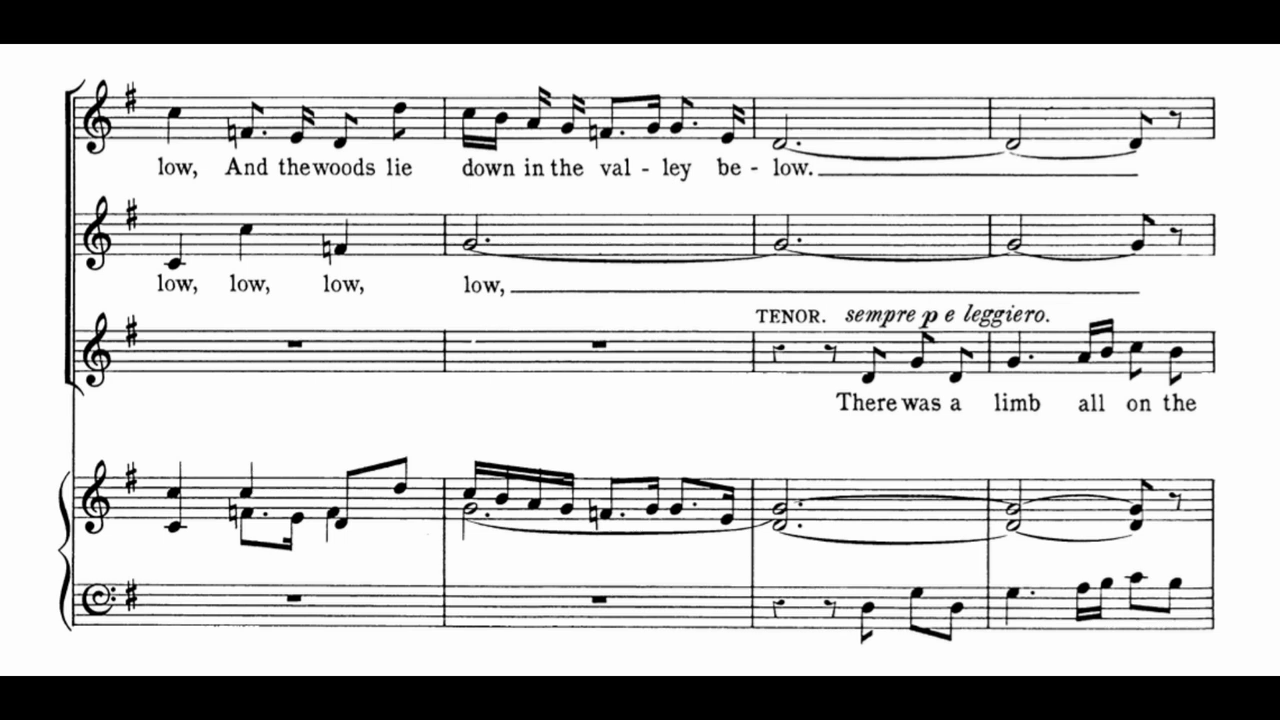 low, And the woods lie down in the val - ley be - low.
low, low, low, low,
TENOR. sempre p e leggiero.
There was a limb all on the